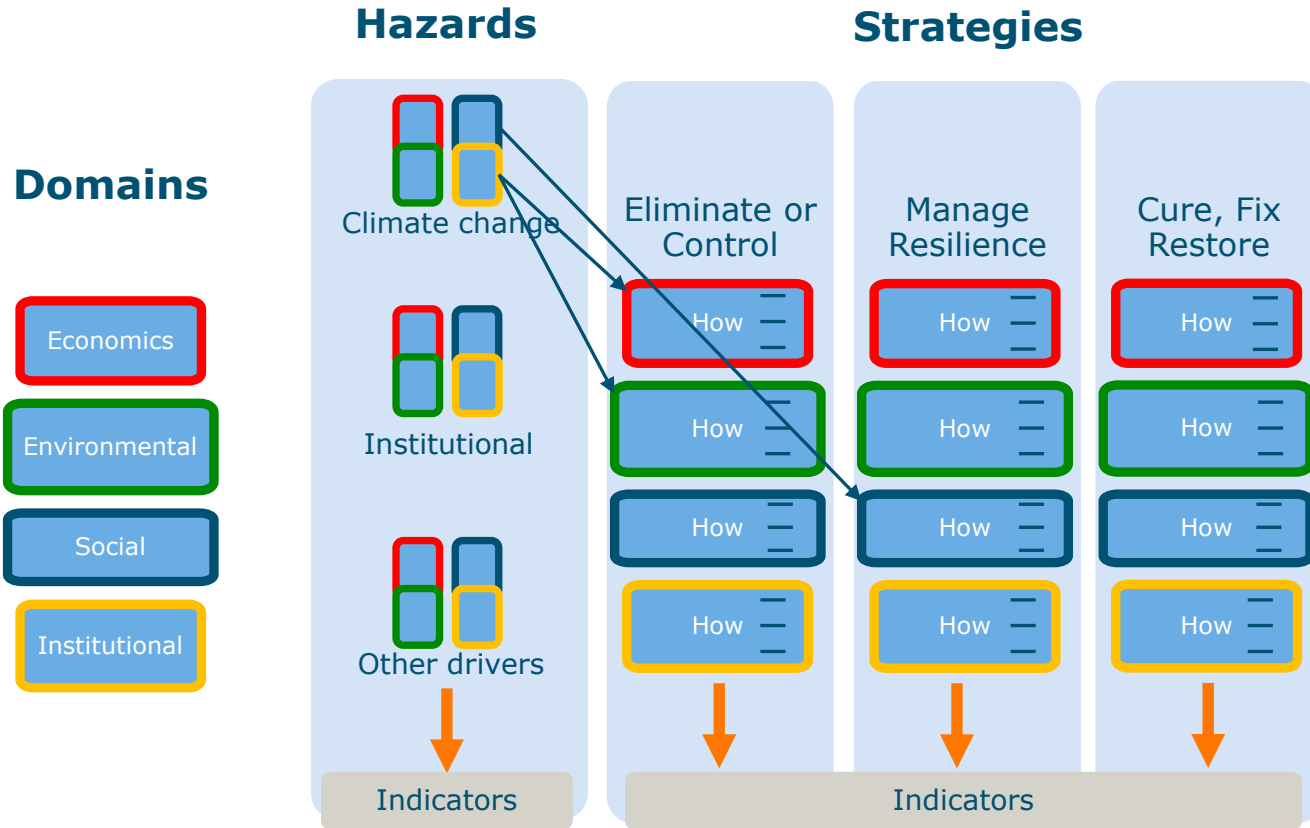 Hazards
Strategies
Domains
Economics
Environmental
Social
Institutional
Climate change
Institutional
Other drivers
Indicators
Eliminate or
Control
How
How
How
How
Manage
Resilience
How
How
How
How
Cure, Fix
Restore
How
How
How
How
Indicators